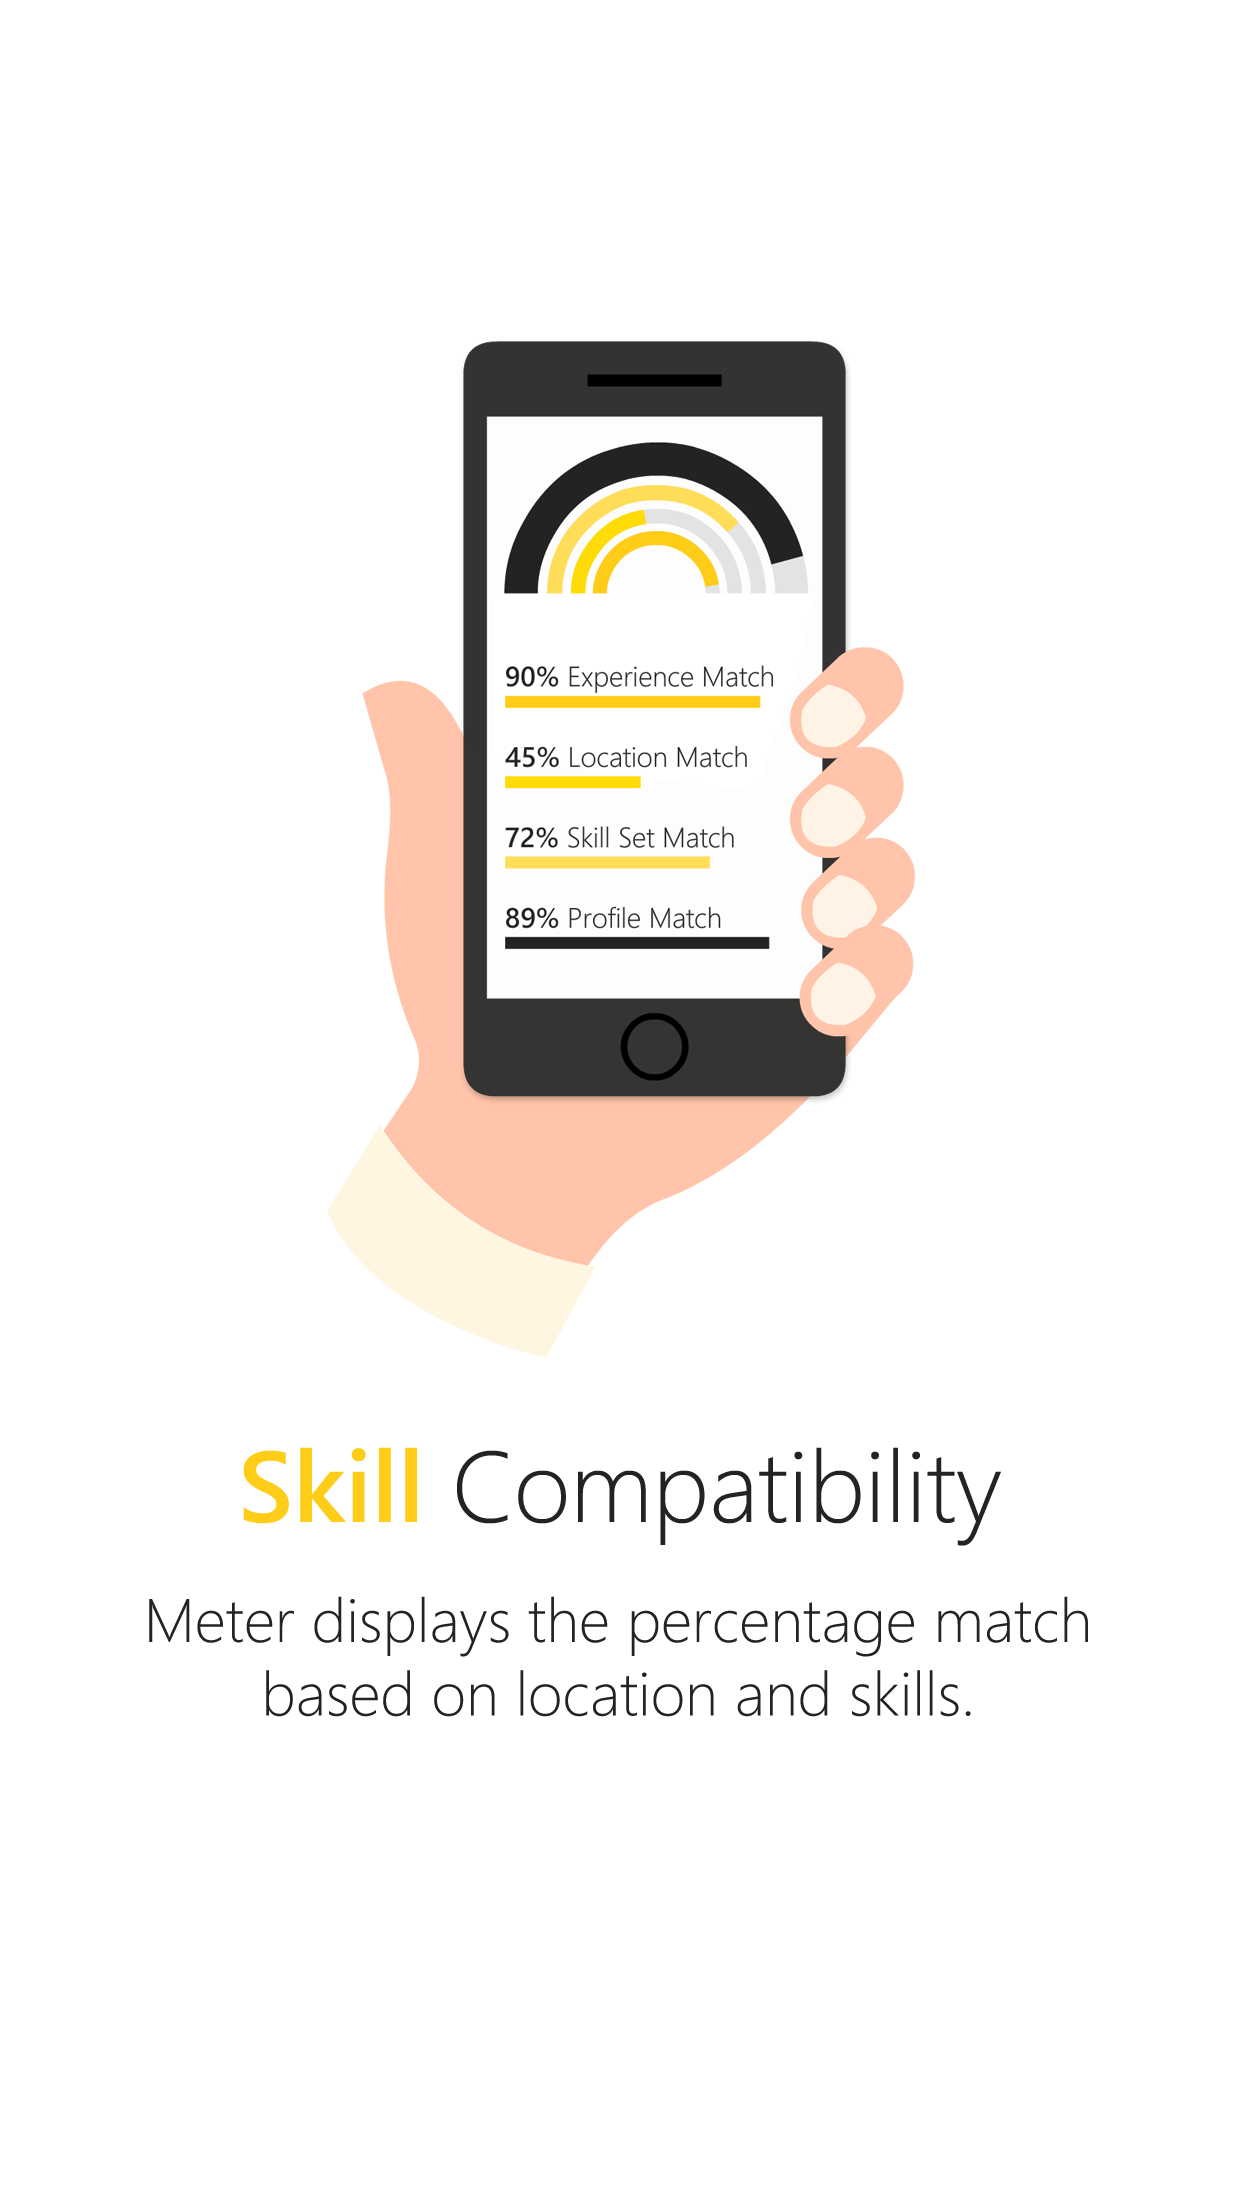 90% Experience Match
45% Location Match
72% Skill Set Match
89% Profile Match
Skill Compatibility
Meter displays the percentage match
based on location and skills.